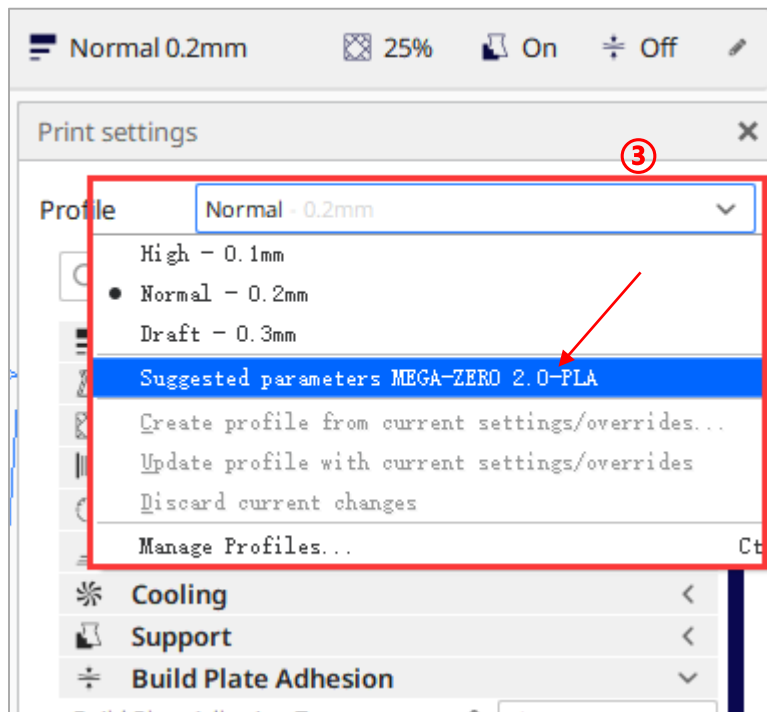 Normal 0.2mm 25% On Off
Print settings
③
Profile Normal - 0.2mm
High - 0.1mm
Normal - 0.2mm
Draft - 0.3mm
Suggested parameters MEGA-ZERO 2.0-PLA
Create profile from current settings/overrides...
Update profile with current settings/overrides
Discard current changes
Manage Profiles... Ct
Cooling
Support
Build Plate Adhesion